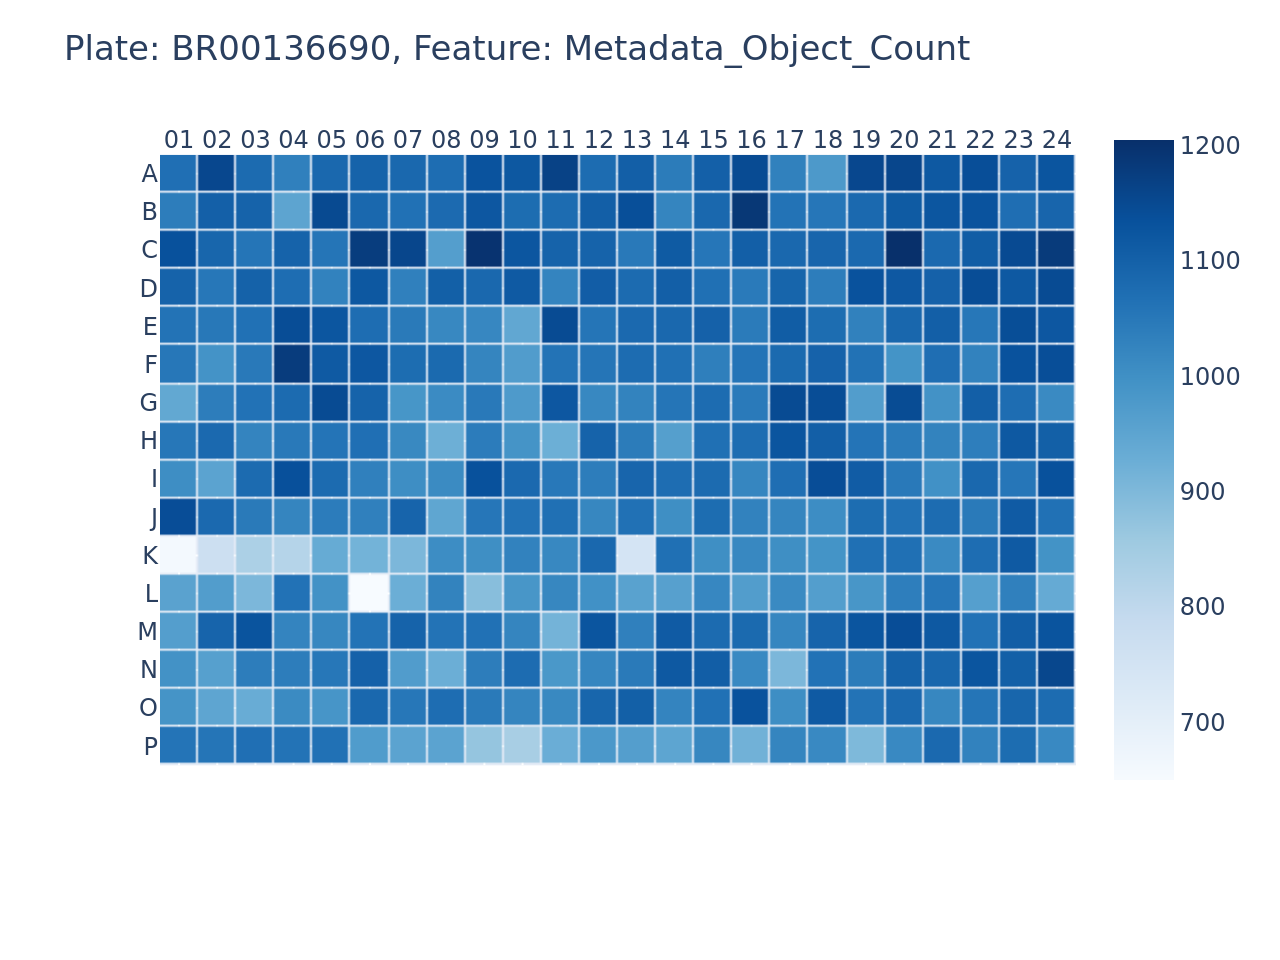 Plate: BR00136690, Feature: Metadata_Object_Count
01 02 03 04 05 06 07 08 09 10 11 12 13 14 15 16 17 18 19 20 21 22 23 24
A
B
C
D
E
F
G
H
I
J
K
L
M
N
O
P
1200
1100
1000
900
800
700